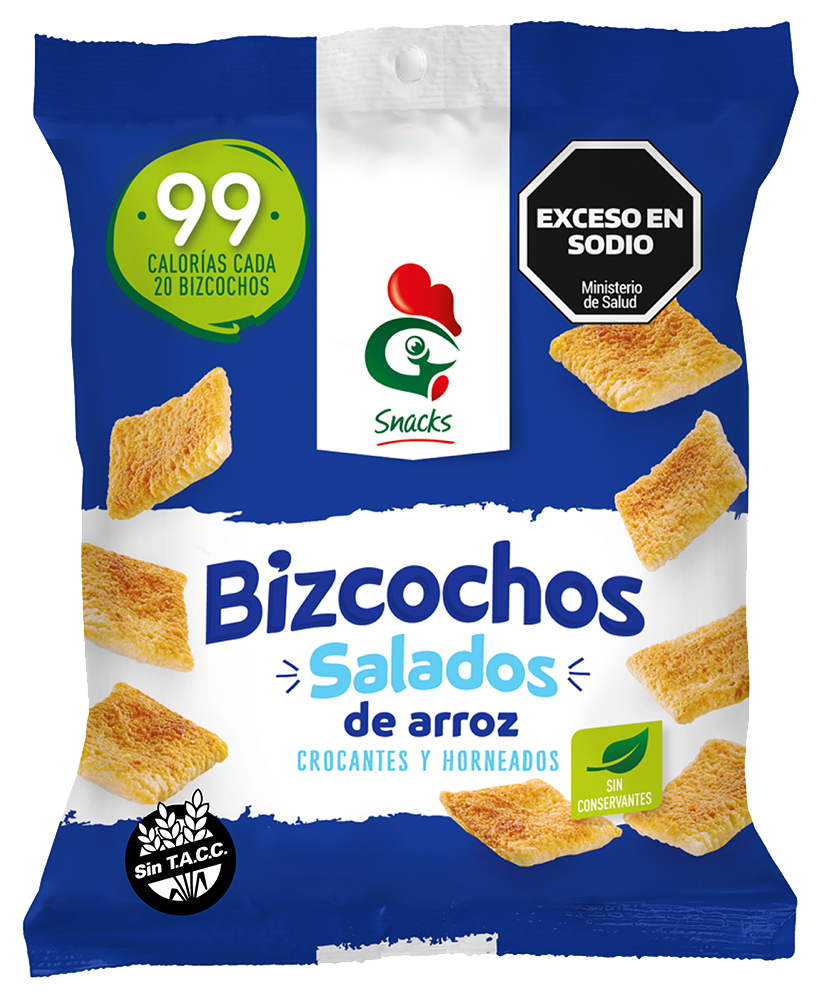 99
CALORÍAS CADA
20 BIZCOCHOS
EXCESO EN
SODIO
Ministerio
de Salud
Snacks
Bizcochos
Salados
de arroz
CROCANTES Y HORNEADOS
SIN
CONSERVANTES
Sin T.A.C.C.